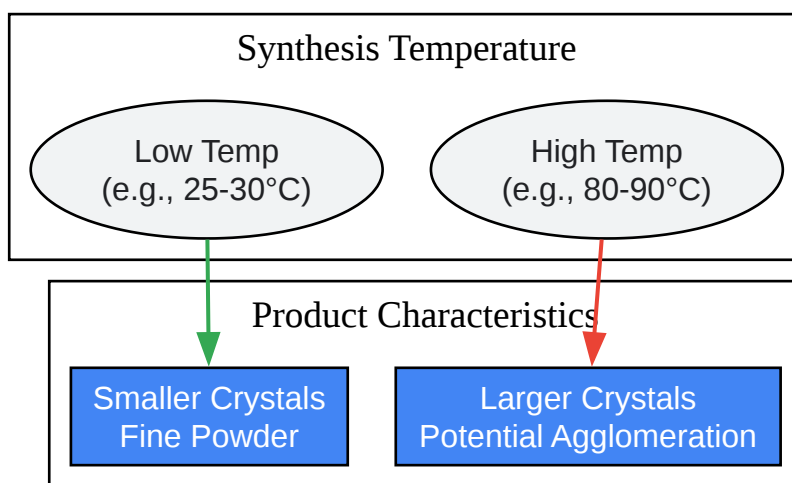 Synthesis Temperature
Low Temp
(e.g., 25-30°C)
High Temp
(e.g., 80-90°C)
Product Characteristics
Smaller Crystals
Fine Powder
Larger Crystals
Potential Agglomeration